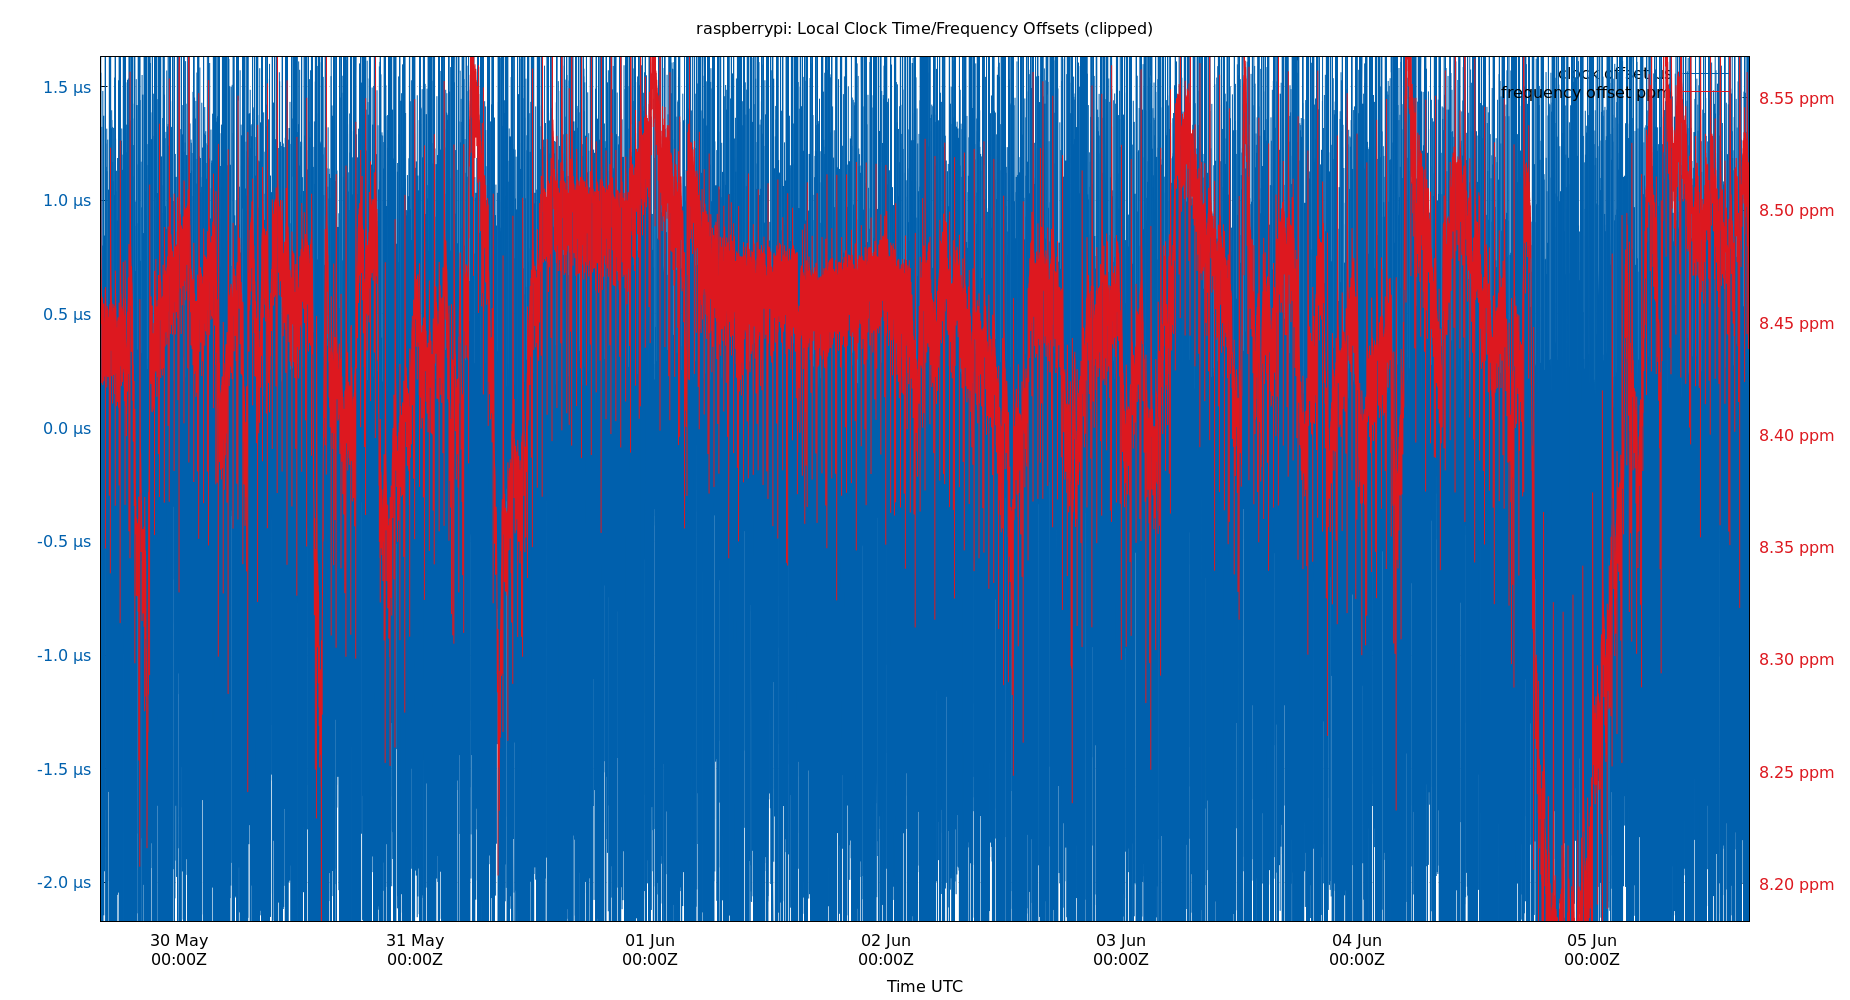 raspberrypi: Local Clock Time/Frequency Offsets (clipped)
clock offset us
frequency offset ppm
1.5 µs
1.0 µs
0.5 µs
0.0 µs
-0.5 µs
-1.0 µs
-1.5 µs
-2.0 µs
8.55 ppm
8.50 ppm
8.45 ppm
8.40 ppm
8.35 ppm
8.30 ppm
8.25 ppm
8.20 ppm
30 May 31 May 01 Jun 02 Jun 03 Jun 04 Jun 05 Jun
00:00Z 00:00Z 00:00Z 00:00Z 00:00Z 00:00Z 00:00Z
Time UTC